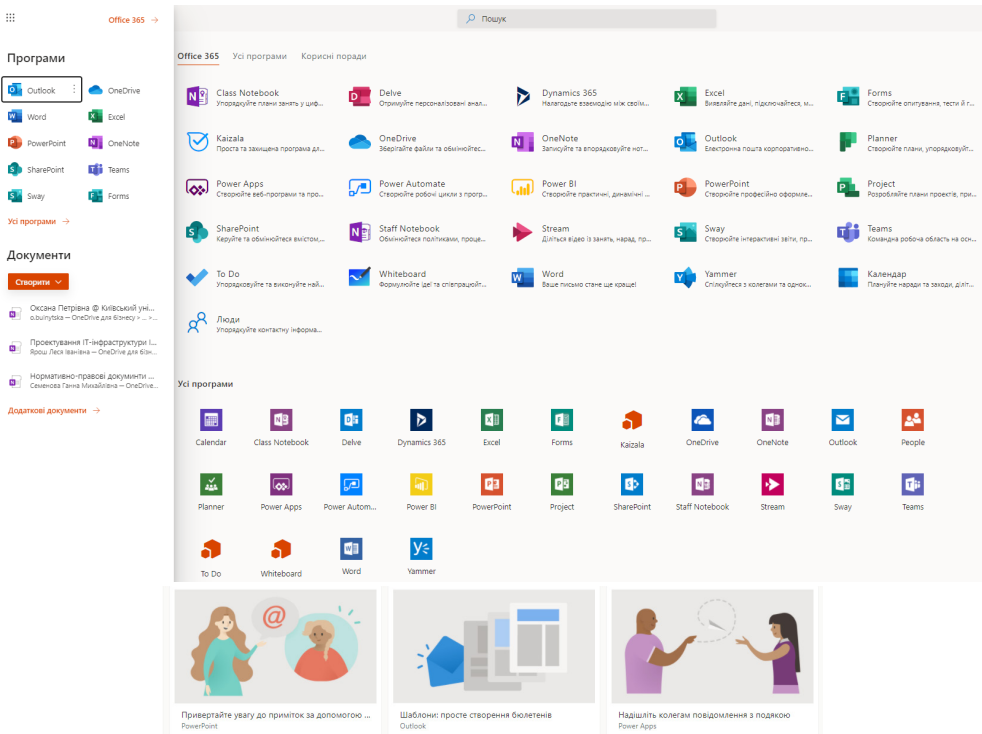 Office 365 →
Програми
Outlook
OneDrive
Word
Excel
PowerPoint
OneNote
SharePoint
Teams
Sway
Forms
Усі програми →
Документи
Створити
Оксана Петрівна @ Київський уні...
o.buinytska — OneDrive для бізнесу » ... »...
Проектування ІТ-інфраструктури і...
Ярош Леся Іванівна — OneDrive для бізн...
Нормативно-правові докуминти ...
Семенова Ганна Михайлівна — OneDrive...
Додаткові документи →
Пошук
Office 365 Усі програми Корисні поради
Class Notebook
Упорядкуйте плани занять у циф...
Delve
Отримуйте персоналізовані анал...
Dynamics 365
Налагодьте взаємодію між своїм...
Excel
Виявляйте дані, підключайтеся, м...
Forms
Створюйте опитування, тести й г...
Kaizala
Проста та захищена програма дл...
OneDrive
Зберігайте файли та обмінюйтес...
OneNote
Записуйте та впорядковуйте нот...
Outlook
Електронна пошта корпоративно...
Planner
Створюйте плани, упорядковуйт...
Power Apps
Створюйте веб-програми та про...
Power Automate
Створюйте робочі цикли з прогр...
Power BI
Створюйте практичні, динамічні ...
PowerPoint
Створюйте професійно оформле...
Project
Розробляйте плани проектів, при...
SharePoint
Керуйте та обмінюйтеся вмістом,...
Staff Notebook
Обмінюйтеся політиками, проце...
Stream
Діліться відео із занять, нарад, пр...
Sway
Створюйте інтерактивні звіти, пр...
Teams
Командна робоча область на осн...
To Do
Упорядковуйте та виконуйте най...
Whiteboard
Формулюйте ідеї та співпрацюйт...
Word
Ваше письмо стане ще кращеї
Yammer
Спілкуйтеся з колегами та однок...
Календар
Плануйте наради та заходи, діліт...
Люди
Упорядкуйте контактну інформа...
Усі програми
Calendar
Class Notebook
Delve
Dynamics 365
Excel
Forms
Kaizala
OneDrive
OneNote
Outlook
People
Planner
Power Apps
Power Autom...
Power BI
PowerPoint
Project
SharePoint
Staff Notebook
Stream
Sway
Teams
To Do
Whiteboard
Word
Yammer
Привертайте увагу до приміток за допомогою ...
PowerPoint
Шаблони: просте створення бюлетенів
Outlook
Надішліть колегам повідомлення з подякою
Power Apps